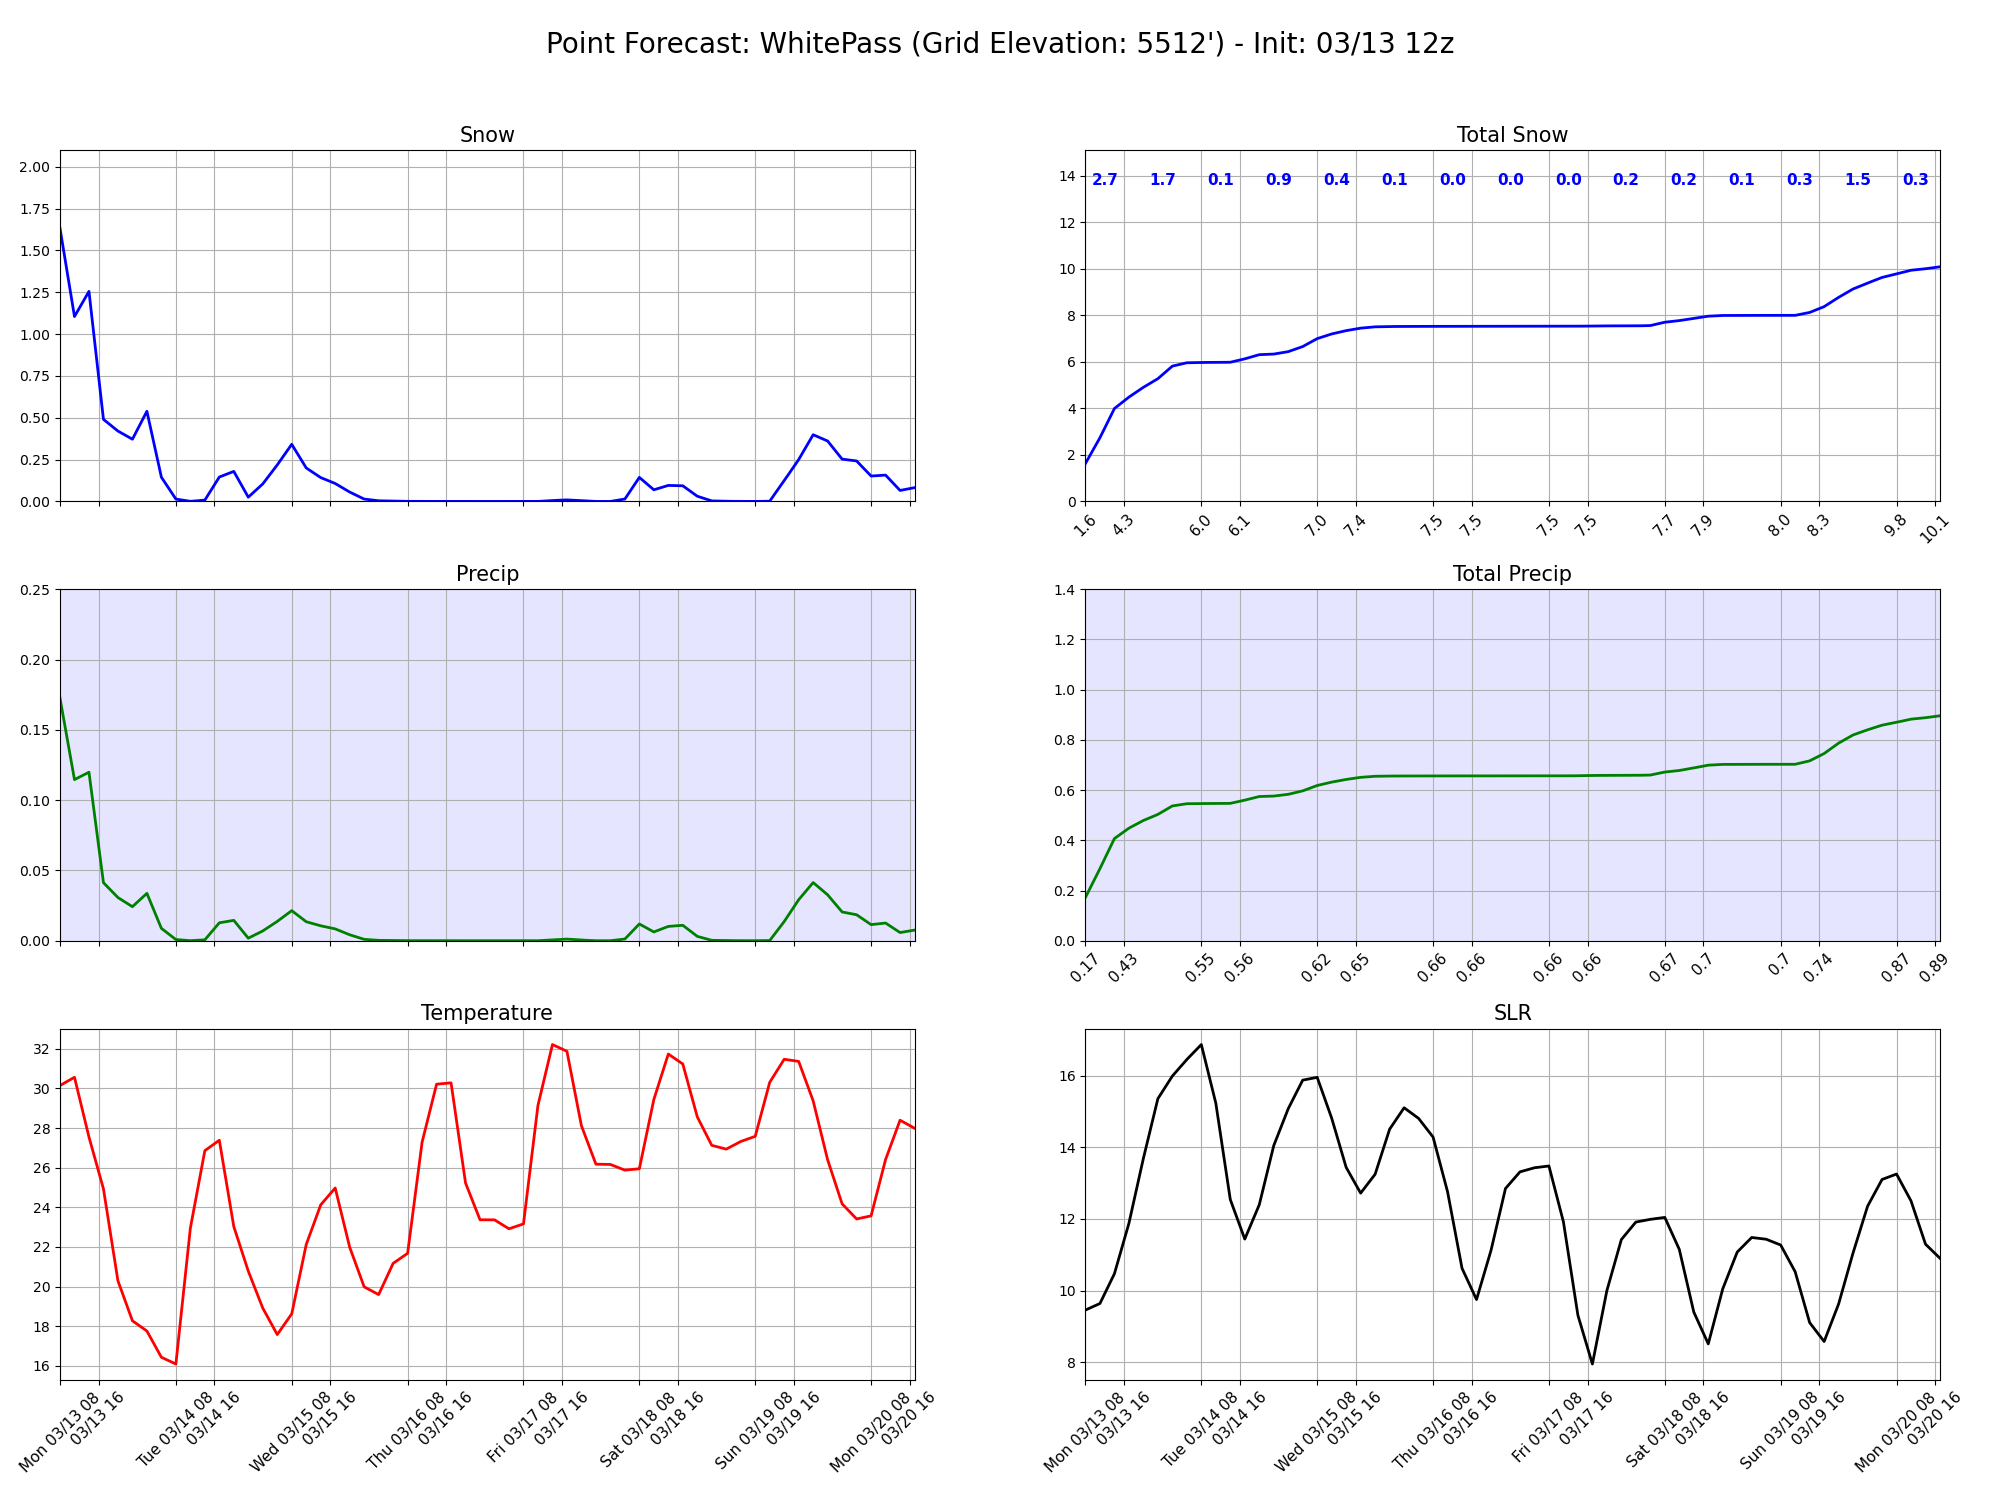 Point Forecast: WhitePass (Grid Elevation: 5512') - Init: 03/13 12z
Snow
2.00
1.75
1.50
1.25
1.00
0.75
0.50
0.25
0.00
Total Snow
14
12
10
8
6
4
2
0
2.7 1.7 0.1 0.9 0.4 0.1 0.0 0.0 0.0 0.2 0.2 0.1 0.3 1.5 0.3
1.6 4.3 6.0 6.1 7.0 7.4 7.5 7.5 7.5 7.5 7.7 7.9 8.0 8.3 9.8 10.1
Precip
0.25
0.20
0.15
0.10
0.05
0.00
Total Precip
1.4
1.2
1.0
0.8
0.6
0.4
0.2
0.0
0.17 0.43 0.55 0.56 0.62 0.65 0.66 0.66 0.66 0.66 0.67 0.7 0.7 0.74 0.87 0.89
Temperature
32
30
28
26
24
22
20
18
16
Mon 03/13 08
03/13 16
Tue 03/14 08
03/14 16
Wed 03/15 08
03/15 16
Thu 03/16 08
03/16 16
Fri 03/17 08
03/17 16
Sat 03/18 08
03/18 16
Sun 03/19 08
03/19 16
Mon 03/20 08
03/20 16
SLR
16
14
12
10
8
Mon 03/13 08
03/13 16
Tue 03/14 08
03/14 16
Wed 03/15 08
03/15 16
Thu 03/16 08
03/16 16
Fri 03/17 08
03/17 16
Sat 03/18 08
03/18 16
Sun 03/19 08
03/19 16
Mon 03/20 08
03/20 16